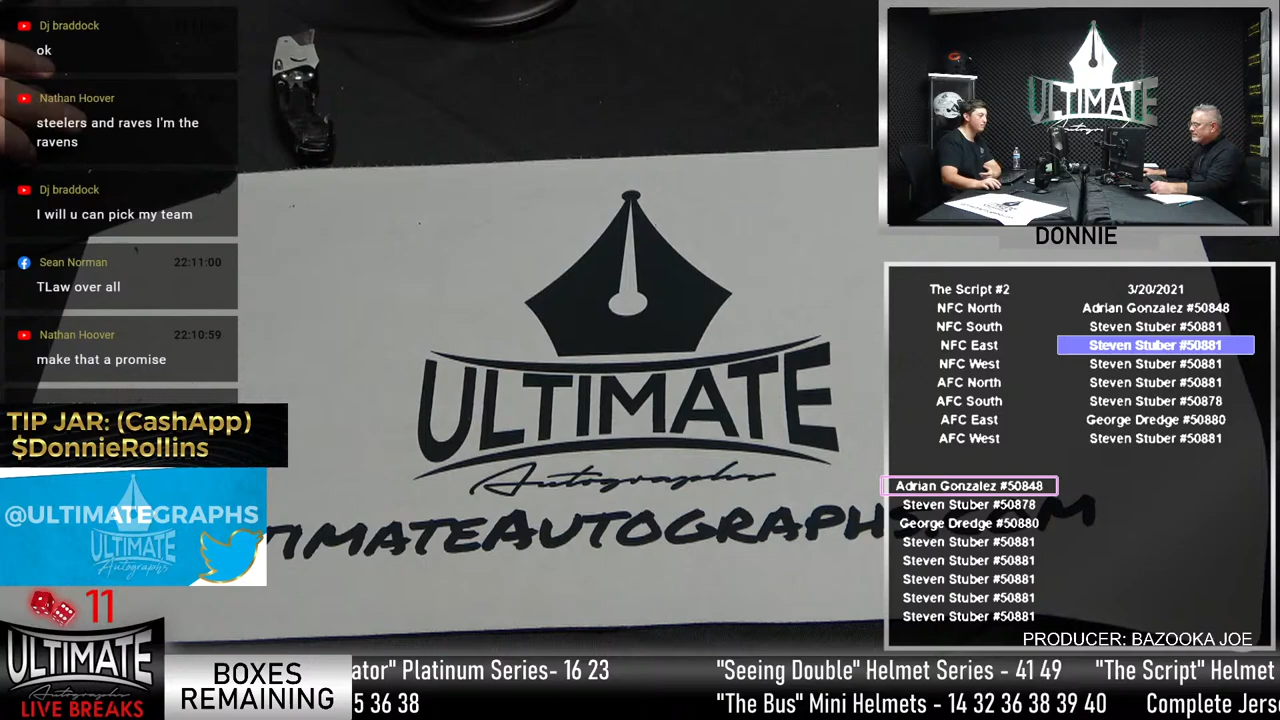 Dj braddock
ok
Nathan Hoover
steelers and raves I'm the
ravens
Dj braddock
I will u can pick my team
Sean Norman 22:11:00
TLaw over all
Nathan Hoover 22:10:59
make that a promise
TIP JAR: (CashApp)
$DonnieRollins
@ULTIMATEGRAPHS
ULTIMATE
Autographs
11
ULTIMATE
Autographs
LIVE BREAKS
BOXES
REMAINING
ULTIMATE
Autographs
ULTIMATE
Autographs
DONNIE
The Script #2 3/20/2021
NFC North Adrian Gonzalez #50848
NFC South Steven Stuber #50881
NFC East Steven Stuber #50881
NFC West Steven Stuber #50881
AFC North Steven Stuber #50881
AFC South Steven Stuber #50878
AFC East George Dredge #50880
AFC West Steven Stuber #50881
Adrian Gonzalez #50848
Steven Stuber #50878
George Dredge #50880
Steven Stuber #50881
Steven Stuber #50881
Steven Stuber #50881
Steven Stuber #50881
Steven Stuber #50881
PRODUCER: BAZOOKA JOE
ator" Platinum Series- 16 23 "Seeing Double" Helmet Series - 41 49 "The Script" Helmet
5 36 38 "The Bus" Mini Helmets - 14 32 36 38 39 40 Complete Jers